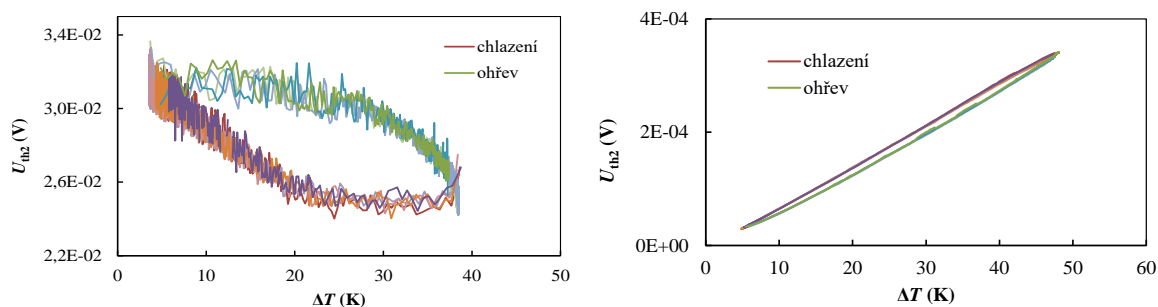 3,4E-02
3,0E-02
2,6E-02
2,2E-02
U_th2 (V)
0 10 20 30 40 50
ΔT (K)
chlazení
ohřev
4E-04
2E-04
0E+00
U_th2 (V)
0 10 20 30 40 50 60
ΔT (K)
chlazení
ohřev